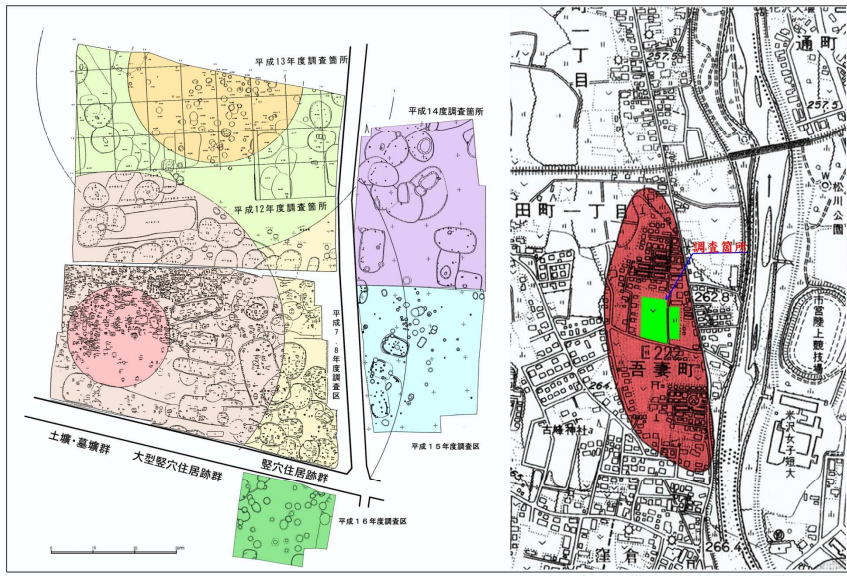 平成13年度調査箇所
平成14度調査箇所
平成12年度調査箇所
平成7・8年度調査区
平成15年度調査区
土壙・墓壙群
大型竪穴住居跡群
竪穴住居跡群
平成16年度調査区
町一丁目
257.5
通町
257.5
W
松川公園
田町一丁目
調査箇所
262.8
市営陸上競技場
E 222
吾妻町
264.
古峰神社
米沢女子短大
窪倉
266.4